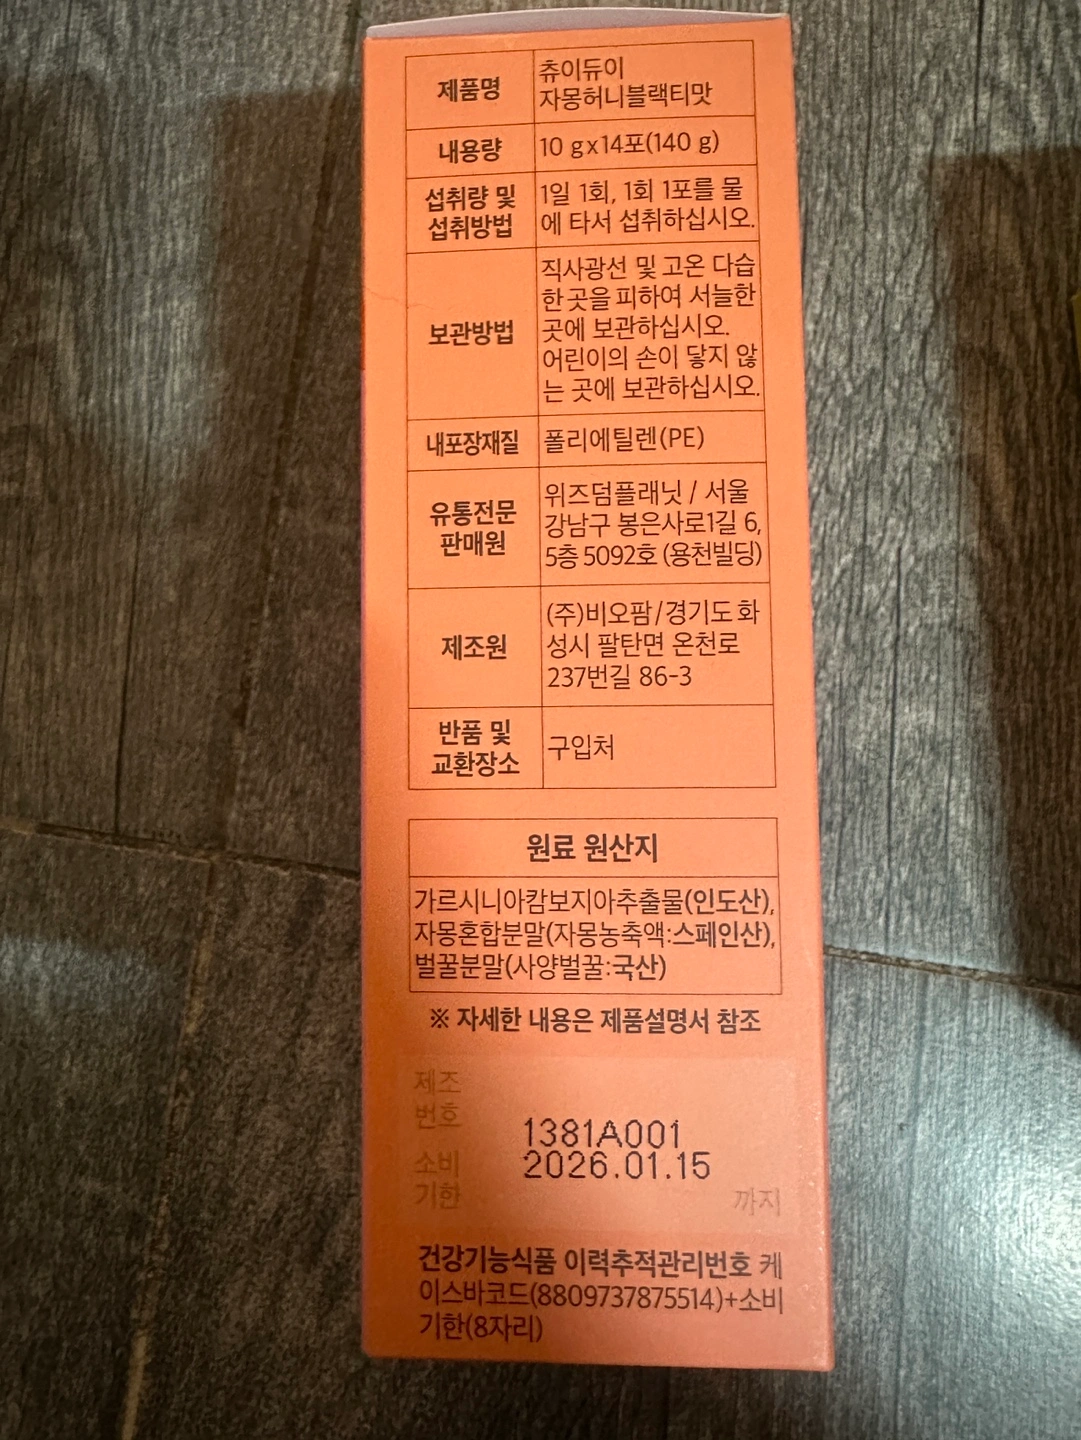 제품명
츄이듀이
자몽허니블랙티맛
내용량
10 gx14포(140 g)
섭취량 및
섭취방법
1일 1회, 1회 1포를 물
에 타서 섭취하십시오.
보관방법
직사광선 및 고온 다습
한 곳을 피하여 서늘한
곳에 보관하십시오.
어린이의 손이 닿지 않
는 곳에 보관하십시오.
내포장재질
폴리에틸렌(PE)
유통전문
판매원
위즈덤플래닛 / 서울
강남구 봉은사로1길 6,
5층 5092호 (용천빌딩)
제조원
(주)비오팜/경기도 화
성시 팔탄면 온천로
237번길 86-3
반품 및
교환장소
구입처
원료 원산지
가르시니아캄보지아추출물(인도산),
자몽혼합분말(자몽농축액:스페인산),
벌꿀분말(사양벌꿀:국산)
※ 자세한 내용은 제품설명서 참조
제조
번호
1381A001
소비
기한
2026.01.15
까지
건강기능식품 이력추적관리번호 케
이스바코드(8809737875514)+소비
기한(8자리)